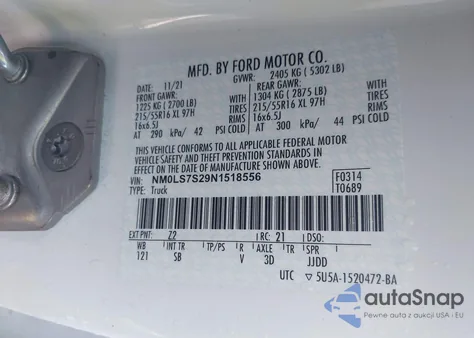 MFD. BY FORD MOTOR CO.
11/21 GVWR: 2405 KG ( 5302 LB)
FRONT GAWR: REAR GAWR:
1225 KG ( 2700 LB) WITH 1304 KG ( 2875 LB) WITH
215/55R16 XL 97H TIRES 215/55R16 XL 97H TIRES
16x6.5J RIMS 16x6.5J RIMS
AT 290 kPa/ 42 PSI COLD AT 300 kPa/ 44 PSI COLD
THIS VEHICLE CONFORMS TO ALL APPLICABLE FEDERAL MOTOR
VEHICLE SAFETY AND BUMPER STANDARDS IN
EFFECT ON THE DATE OF MANUFACTURE SHOWN ABOVE.
VIN: NM0LS7S29N1518556 F0314
TYPE: Truck T0689
EXT PNT: Z2 RC: 21 DSO:
WB INT TR TP/PS R AXLE TR SPR
121 SB V 3D JJDD
UTC ▽ 5U5A-1520472-BA
autaSnap
Pewne auta z aukcji USA i EU